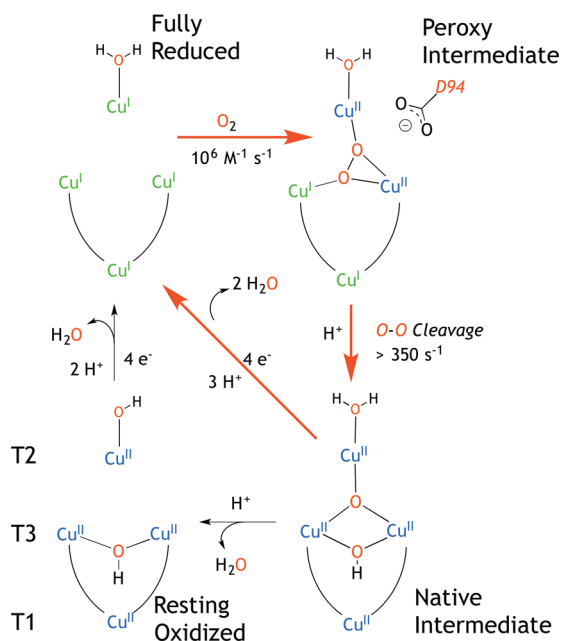 Fully
Reduced
Peroxy
Intermediate
H H
O
Cu^I
H H
O
Cu^II
D94
O
O
⊖
O₂
10⁶ M⁻¹ s⁻¹
O
O
Cu^I Cu^I
Cu^I Cu^II
Cu^I
Cu^I
2 H₂O
H₂O
2 H⁺ 4 e⁻
4 e⁻
3 H⁺
H⁺
O-O Cleavage
> 350 s⁻¹
O H
H H
O
T2
Cu^II
Cu^II
O
H⁺
T3
Cu^II Cu^II
O
H
H₂O
Cu^II Cu^II
O
H
T1
Cu^II
Cu^II
Resting
Oxidized
Native
Intermediate